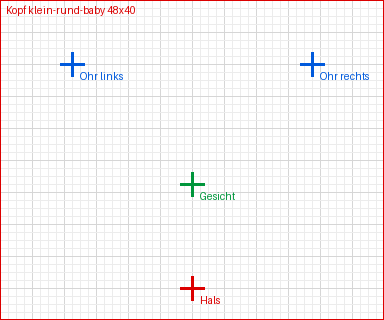 Kopf klein-rund-baby 48x40
Ohr links
Ohr rechts
Gesicht
Hals